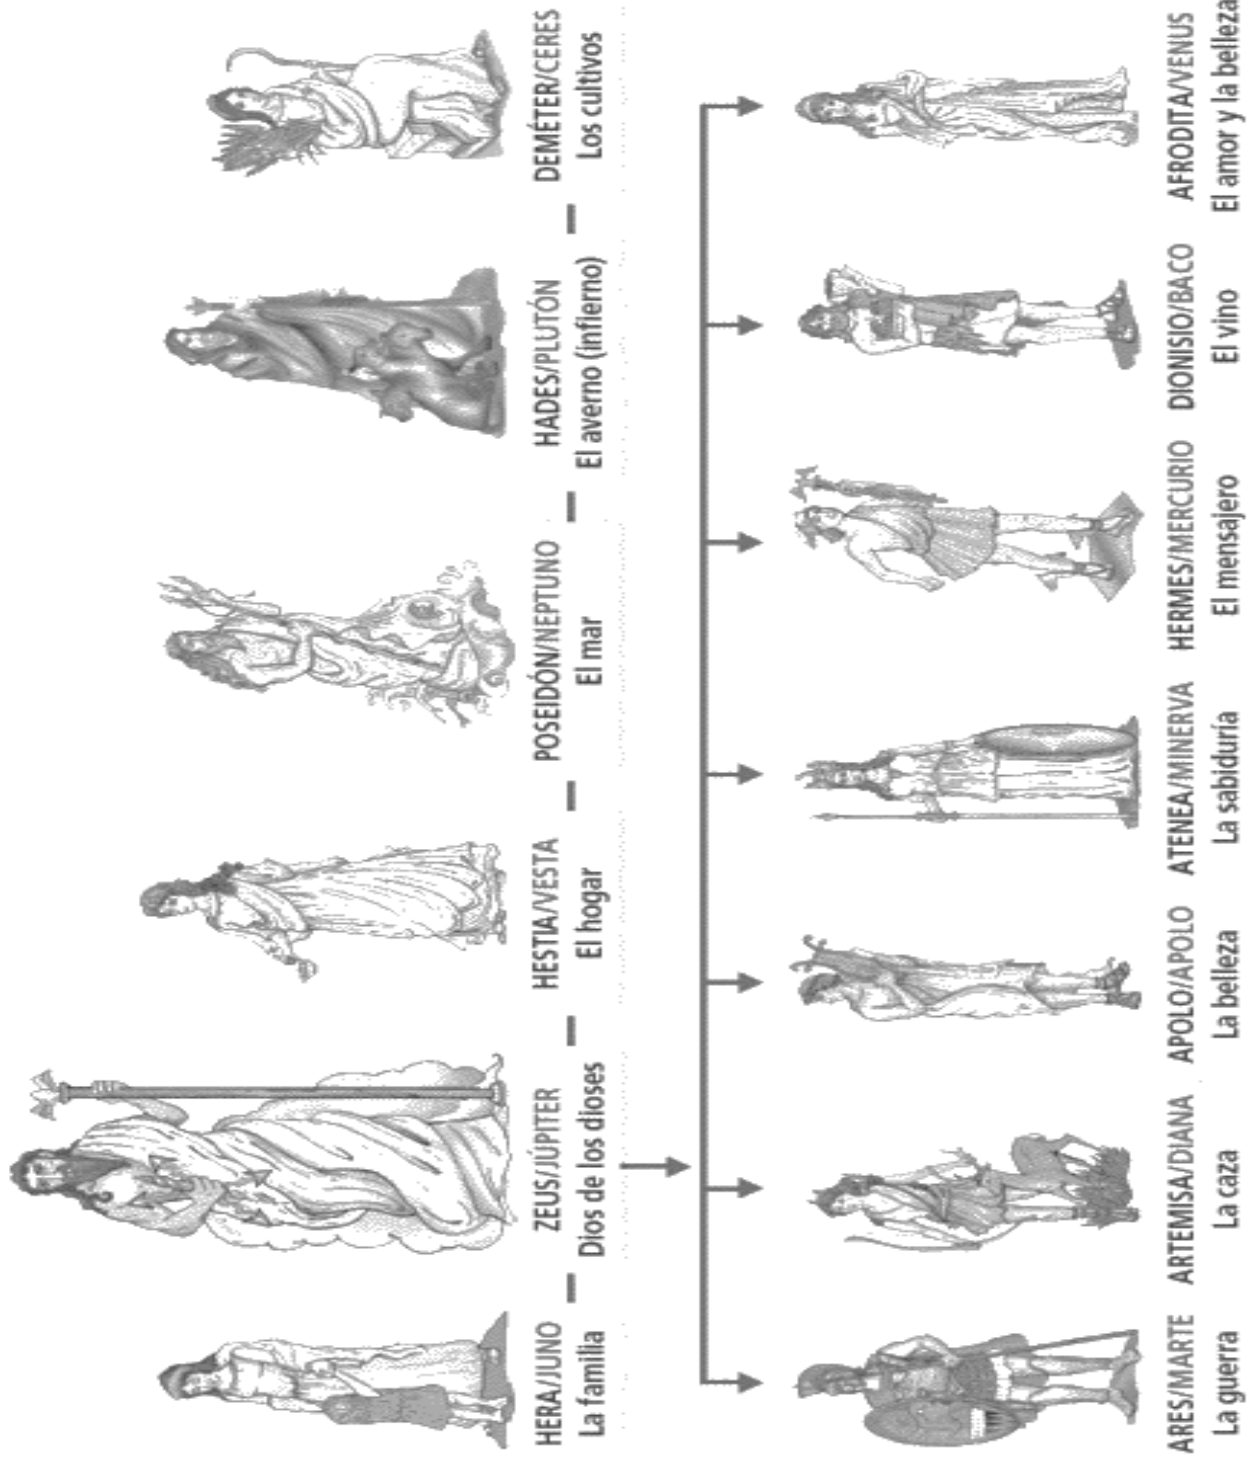 HERA/JUNO
La familia
ZEUS/JÚPITER
Dios de los dioses
HESTIA/VESTA
El hogar
POSEIDÓN/NEPTUNO
El mar
HADES/PLUTÓN
El averno (infierno)
DEMÉTER/CERES
Los cultivos
ARES/MARTE
La guerra
ARTEMISA/DIANA
La caza
APOLO/APOLO
La belleza
ATENEA/MINERVA
La sabiduría
HERMES/MERCURIO
El mensajero
DIONISIO/BACO
El vino
AFRODITA/VENUS
El amor y la belleza